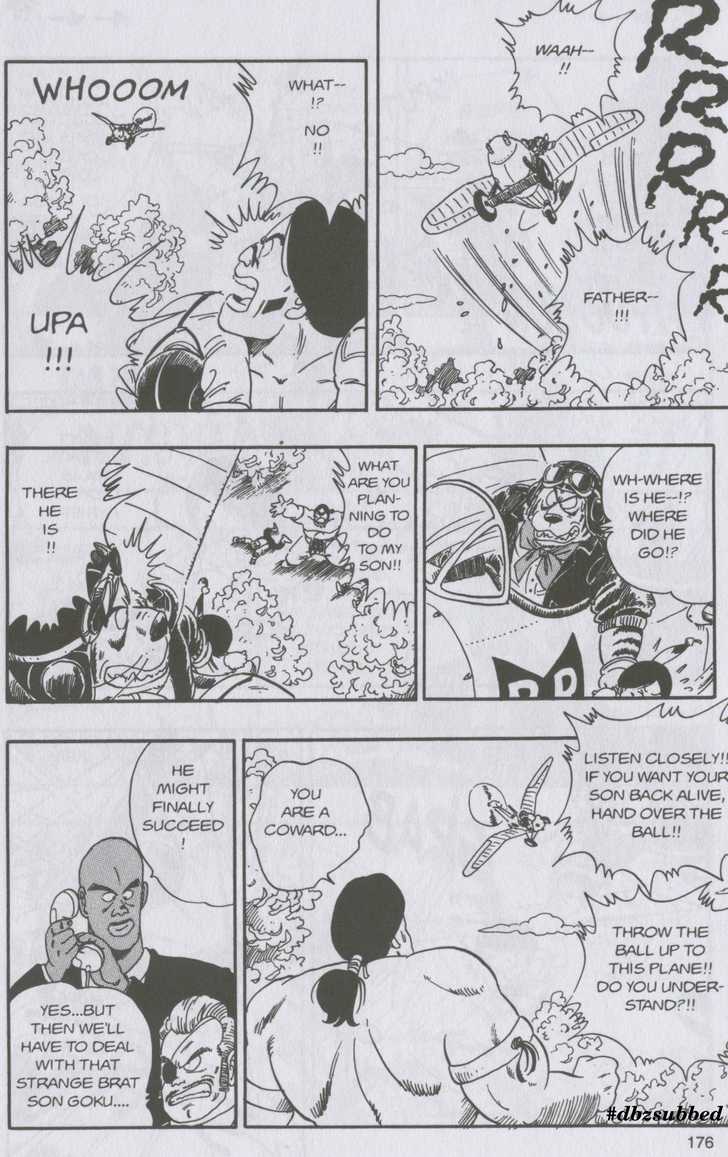 R
R
R
R
R
R
WAAH--
!!
FATHER--
!!!
WHOOOM
WHAT--
!?
NO
!!
UPA
!!!
WH-WHERE
IS HE--!?
WHERE
DID HE
GO!?
RR
WHAT
ARE YOU
PLAN-
NING TO
DO
TO MY
SON!!
THERE
HE
IS
!!
LISTEN CLOSELY!!
IF YOU WANT YOUR
SON BACK ALIVE,
HAND OVER THE
BALL!!
THROW THE
BALL UP TO
THIS PLANE!!
DO YOU UNDER-
STAND?!!
YOU
ARE A
COWARD...
HE
MIGHT
FINALLY
SUCCEED
!
YES...BUT
THEN WE'LL
HAVE TO DEAL
WITH THAT
STRANGE BRAT
SON GOKU....
#dbzsubbed
176